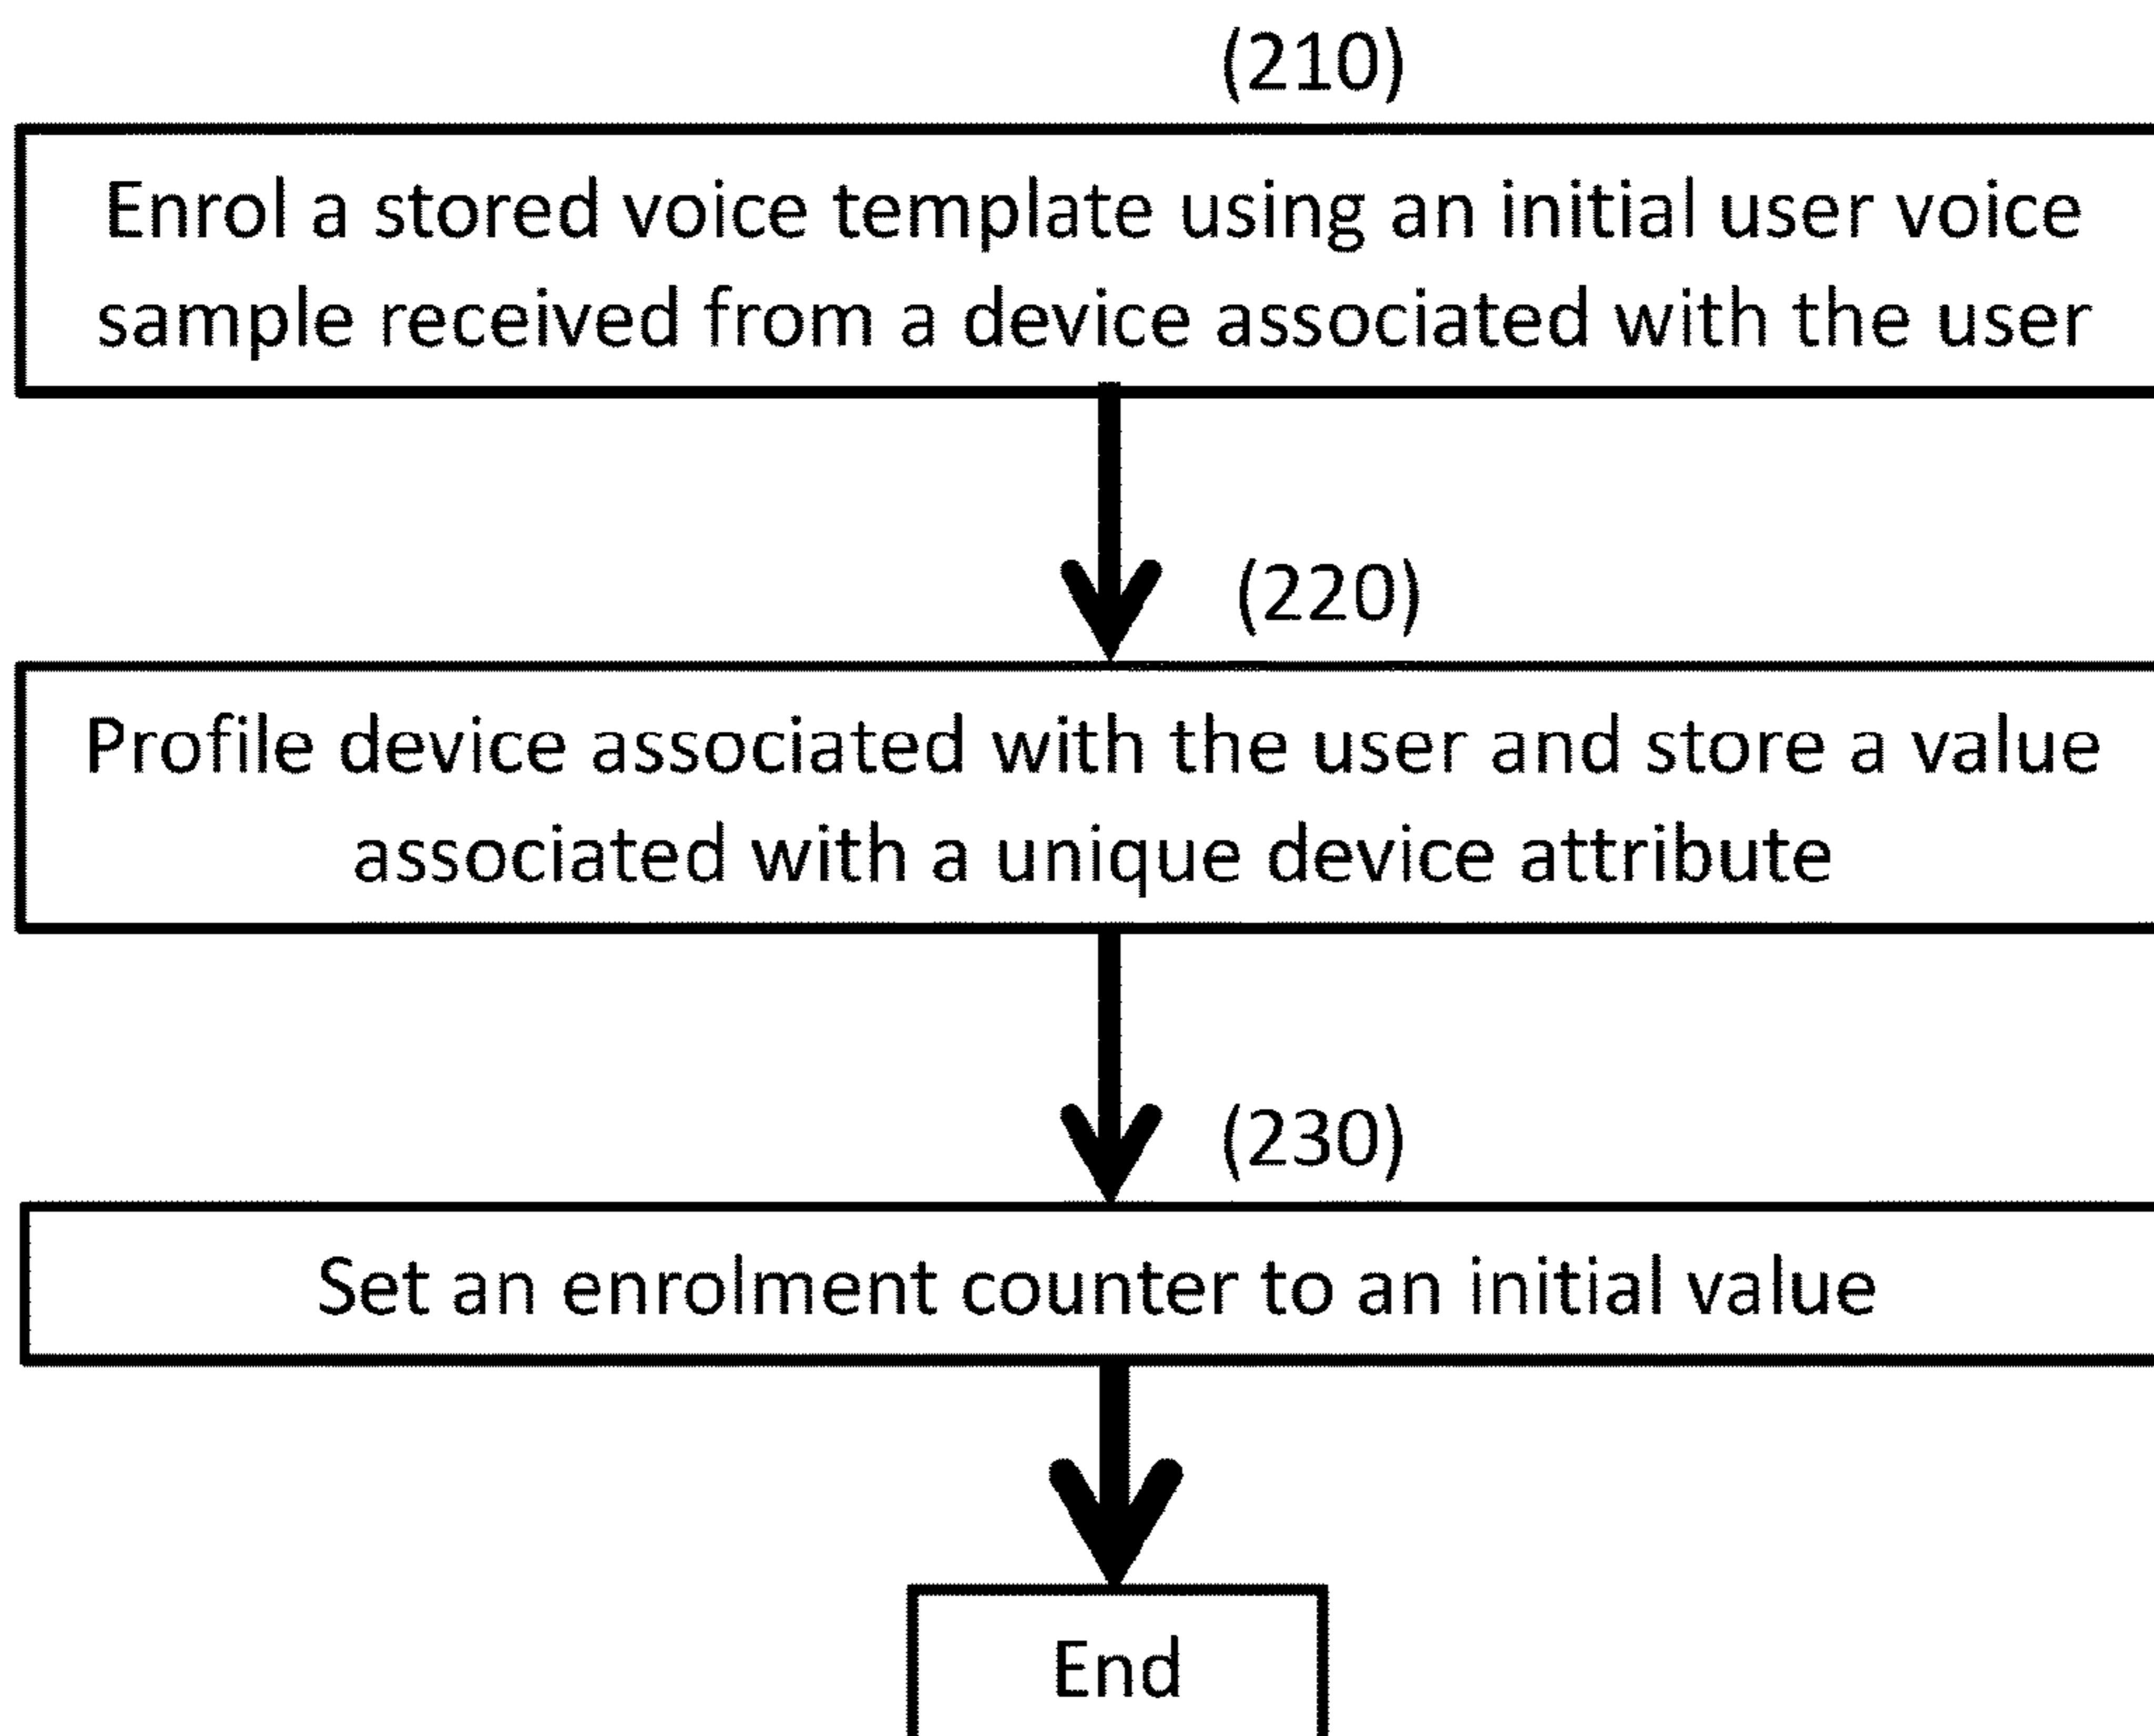 (210)
Enrol a stored voice template using an initial user voice
sample received from a device associated with the user
(220)
Profile device associated with the user and store a value
associated with a unique device attribute
(230)
Set an enrolment counter to an initial value
End